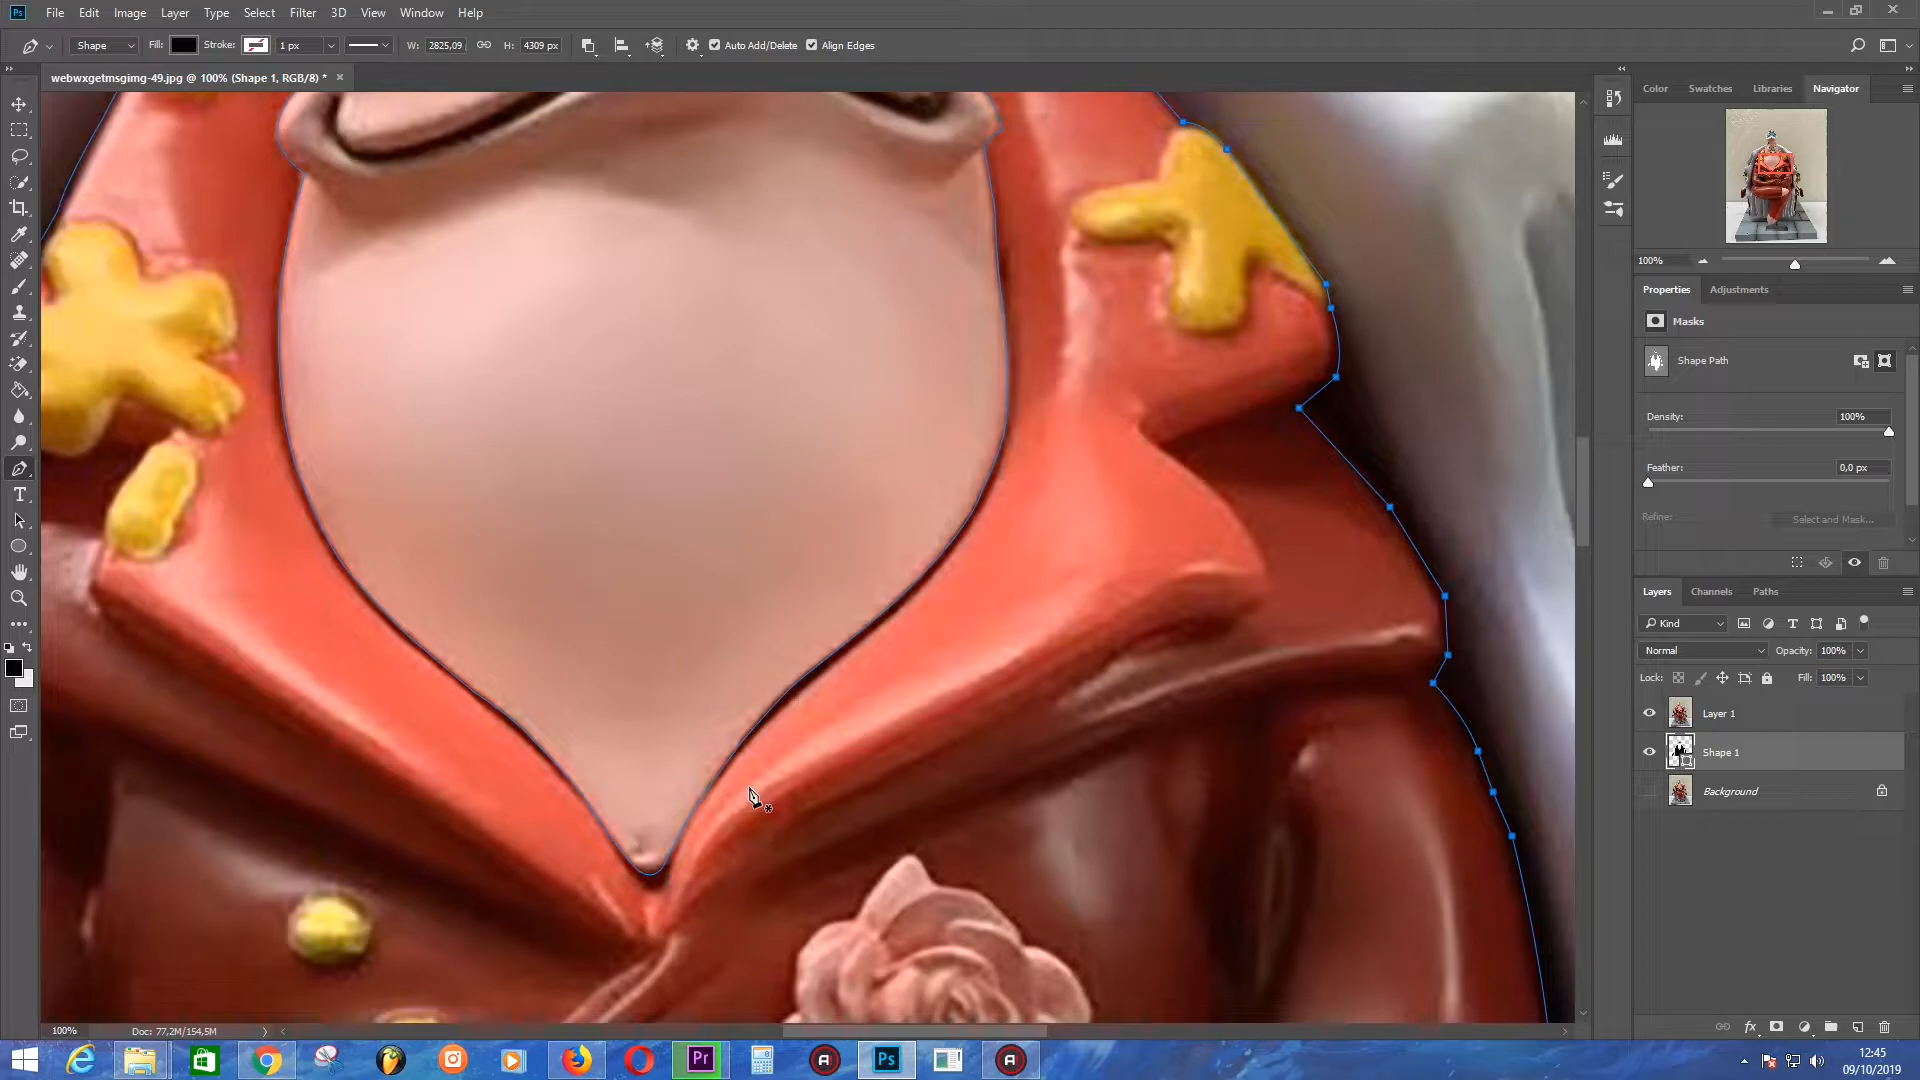 Ps File Edit Image Layer Type Select Filter 3D View Window Help
Shape Fill: Stroke: 1 px W: 2825,09 H: 4309 px Auto Add/Delete Align Edges
webwxgetmsgimg-49.jpg @ 100% (Shape 1, RGB/8) *
Color Swatches Libraries Navigator
100%
Properties Adjustments
Masks
Shape Path
Density: 100%
Feather: 0,0 px
Refine: Select and Mask...
Layers Channels Paths
Kind
Normal Opacity: 100%
Lock: Fill: 100%
Layer 1
Shape 1
Background
100% Doc: 77,2M/154,5M
Pr Ps
12:45
09/10/2019